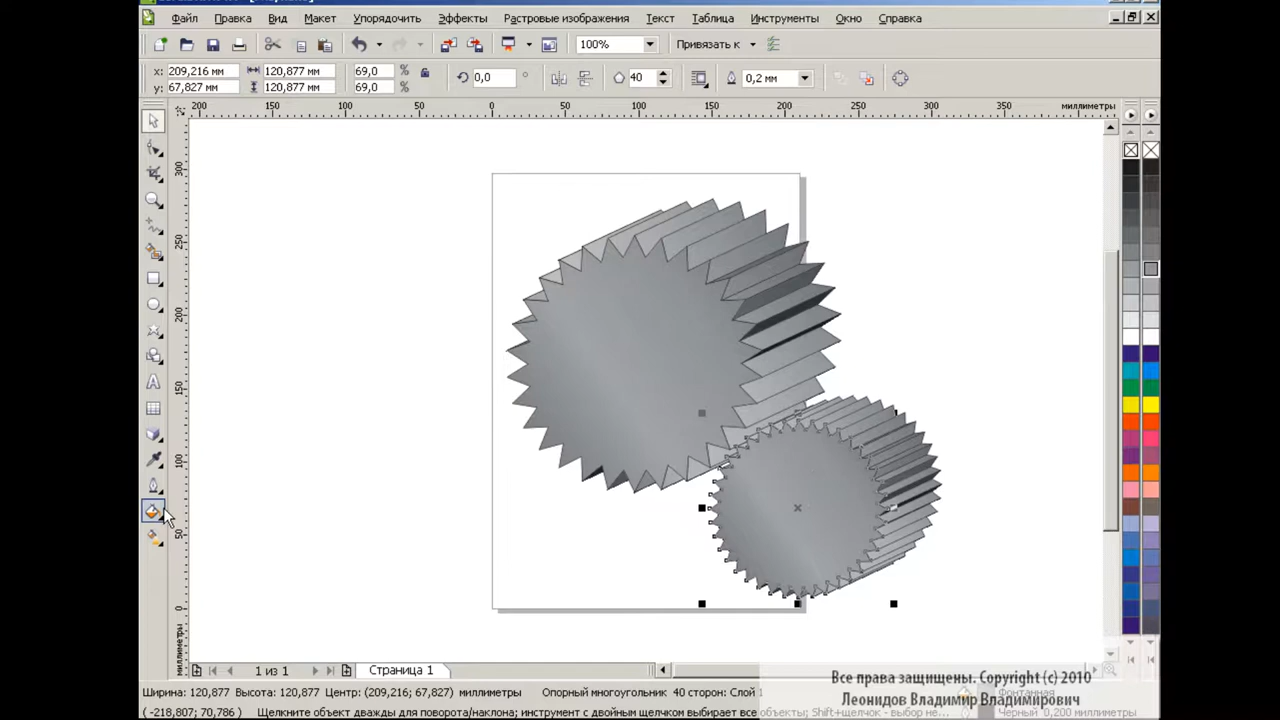 Файл Правка Вид Макет Упорядочить Эффекты Растровые изображения Текст Таблица Инструменты Окно Справка
100% Привязать к
x: 209,216 мм 120,877 мм 69,0 % 0,0 ° 40 0,2 мм
y: 67,827 мм 120,877 мм 69,0 %
200 150 100 50 0 50 100 150 200 250 300 350 миллиметры
300
250
200
150
100
50
0
миллиметры
1 из 1 Страница 1
Все права защищены. Copyright (c) 2010
Ширина: 120,877 Высота: 120,877 Центр: (209,216; 67,827) миллиметры Опорный многоугольник 40 сторон: Слой 1 Фонтанная
Леонидов Владимир Владимирович
( -218,807; 70,786 ) Щелкните объект дважды для поворота/наклона; инструмент с двойным щелчком выбирает все объекты; Shift+щелчок - выбор не... Черный 0,200 миллиметры